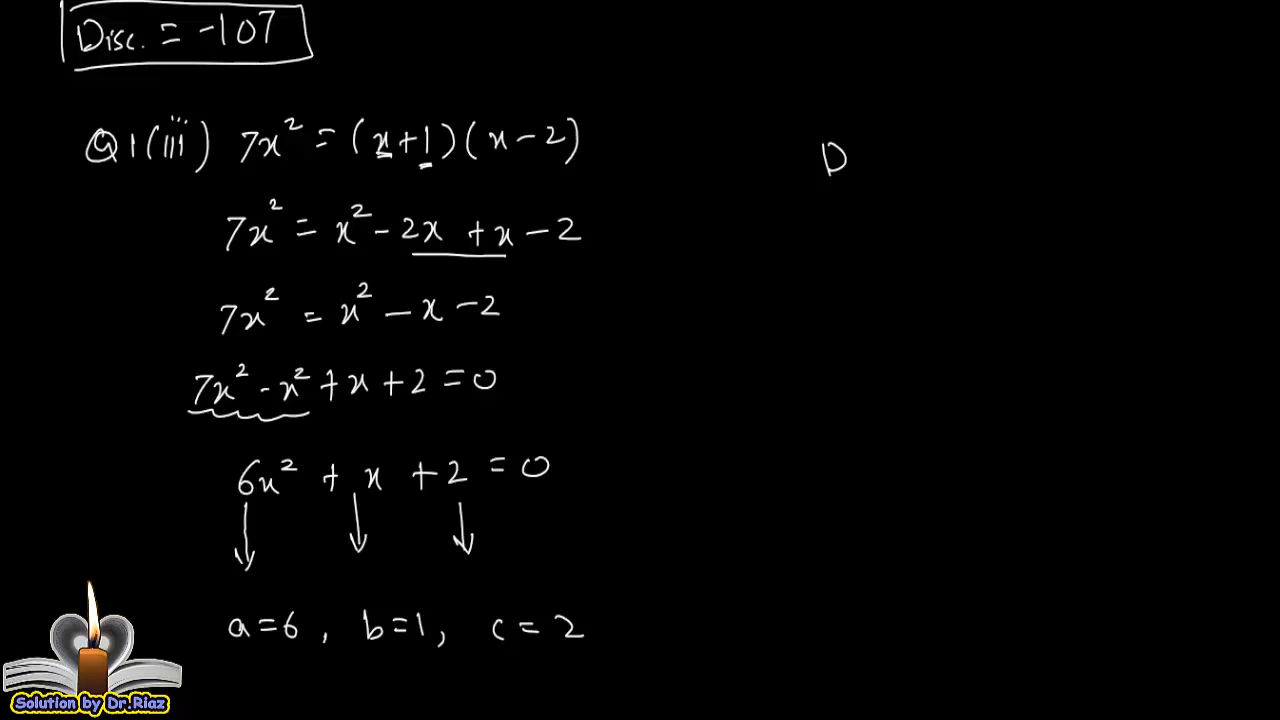 Disc. = -107
Q1(iii) 7x² = (x+1)(x-2)
D
7x² = x² - 2x + x - 2
7x² = x² - x - 2
7x² - x² + x + 2 = 0
6x² + x + 2 = 0
a = 6, b = 1, c = 2
Solution by Dr.Riaz